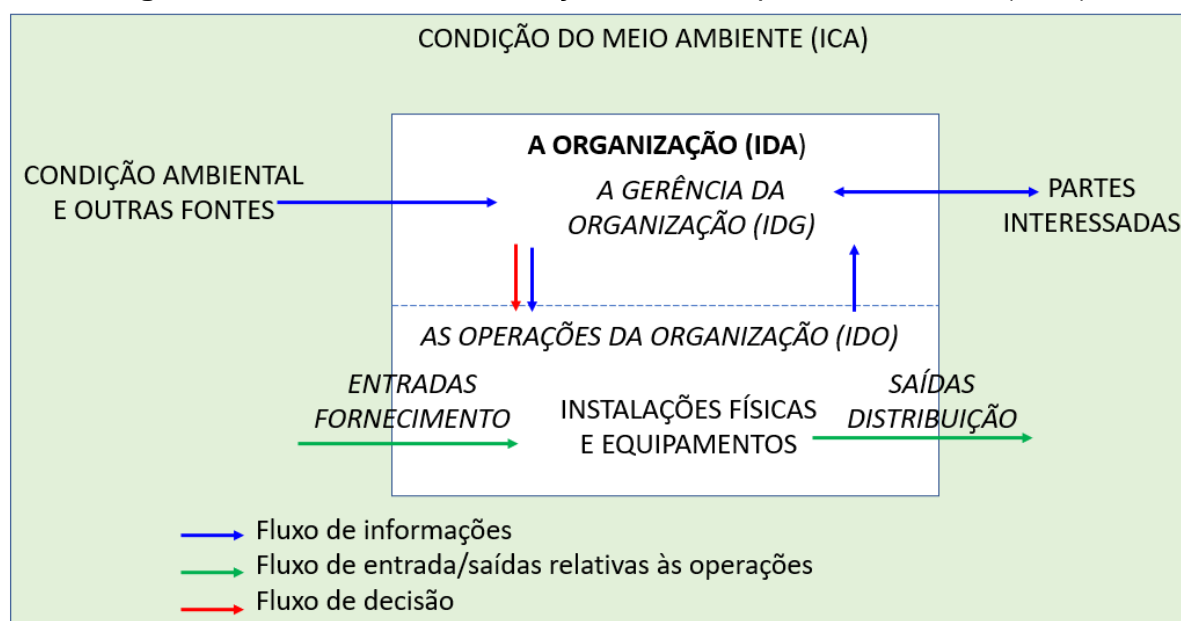 CONDIÇÃO DO MEIO AMBIENTE (ICA)
A ORGANIZAÇÃO (IDA)
CONDIÇÃO AMBIENTAL
E OUTRAS FONTES
A GERÊNCIA DA
ORGANIZAÇÃO (IDG)
PARTES
INTERESSADAS
AS OPERAÇÕES DA ORGANIZAÇÃO (IDO)
ENTRADAS
FORNECIMENTO
INSTALAÇÕES FÍSICAS
E EQUIPAMENTOS
SAÍDAS
DISTRIBUIÇÃO
Fluxo de informações
Fluxo de entrada/saídas relativas às operações
Fluxo de decisão